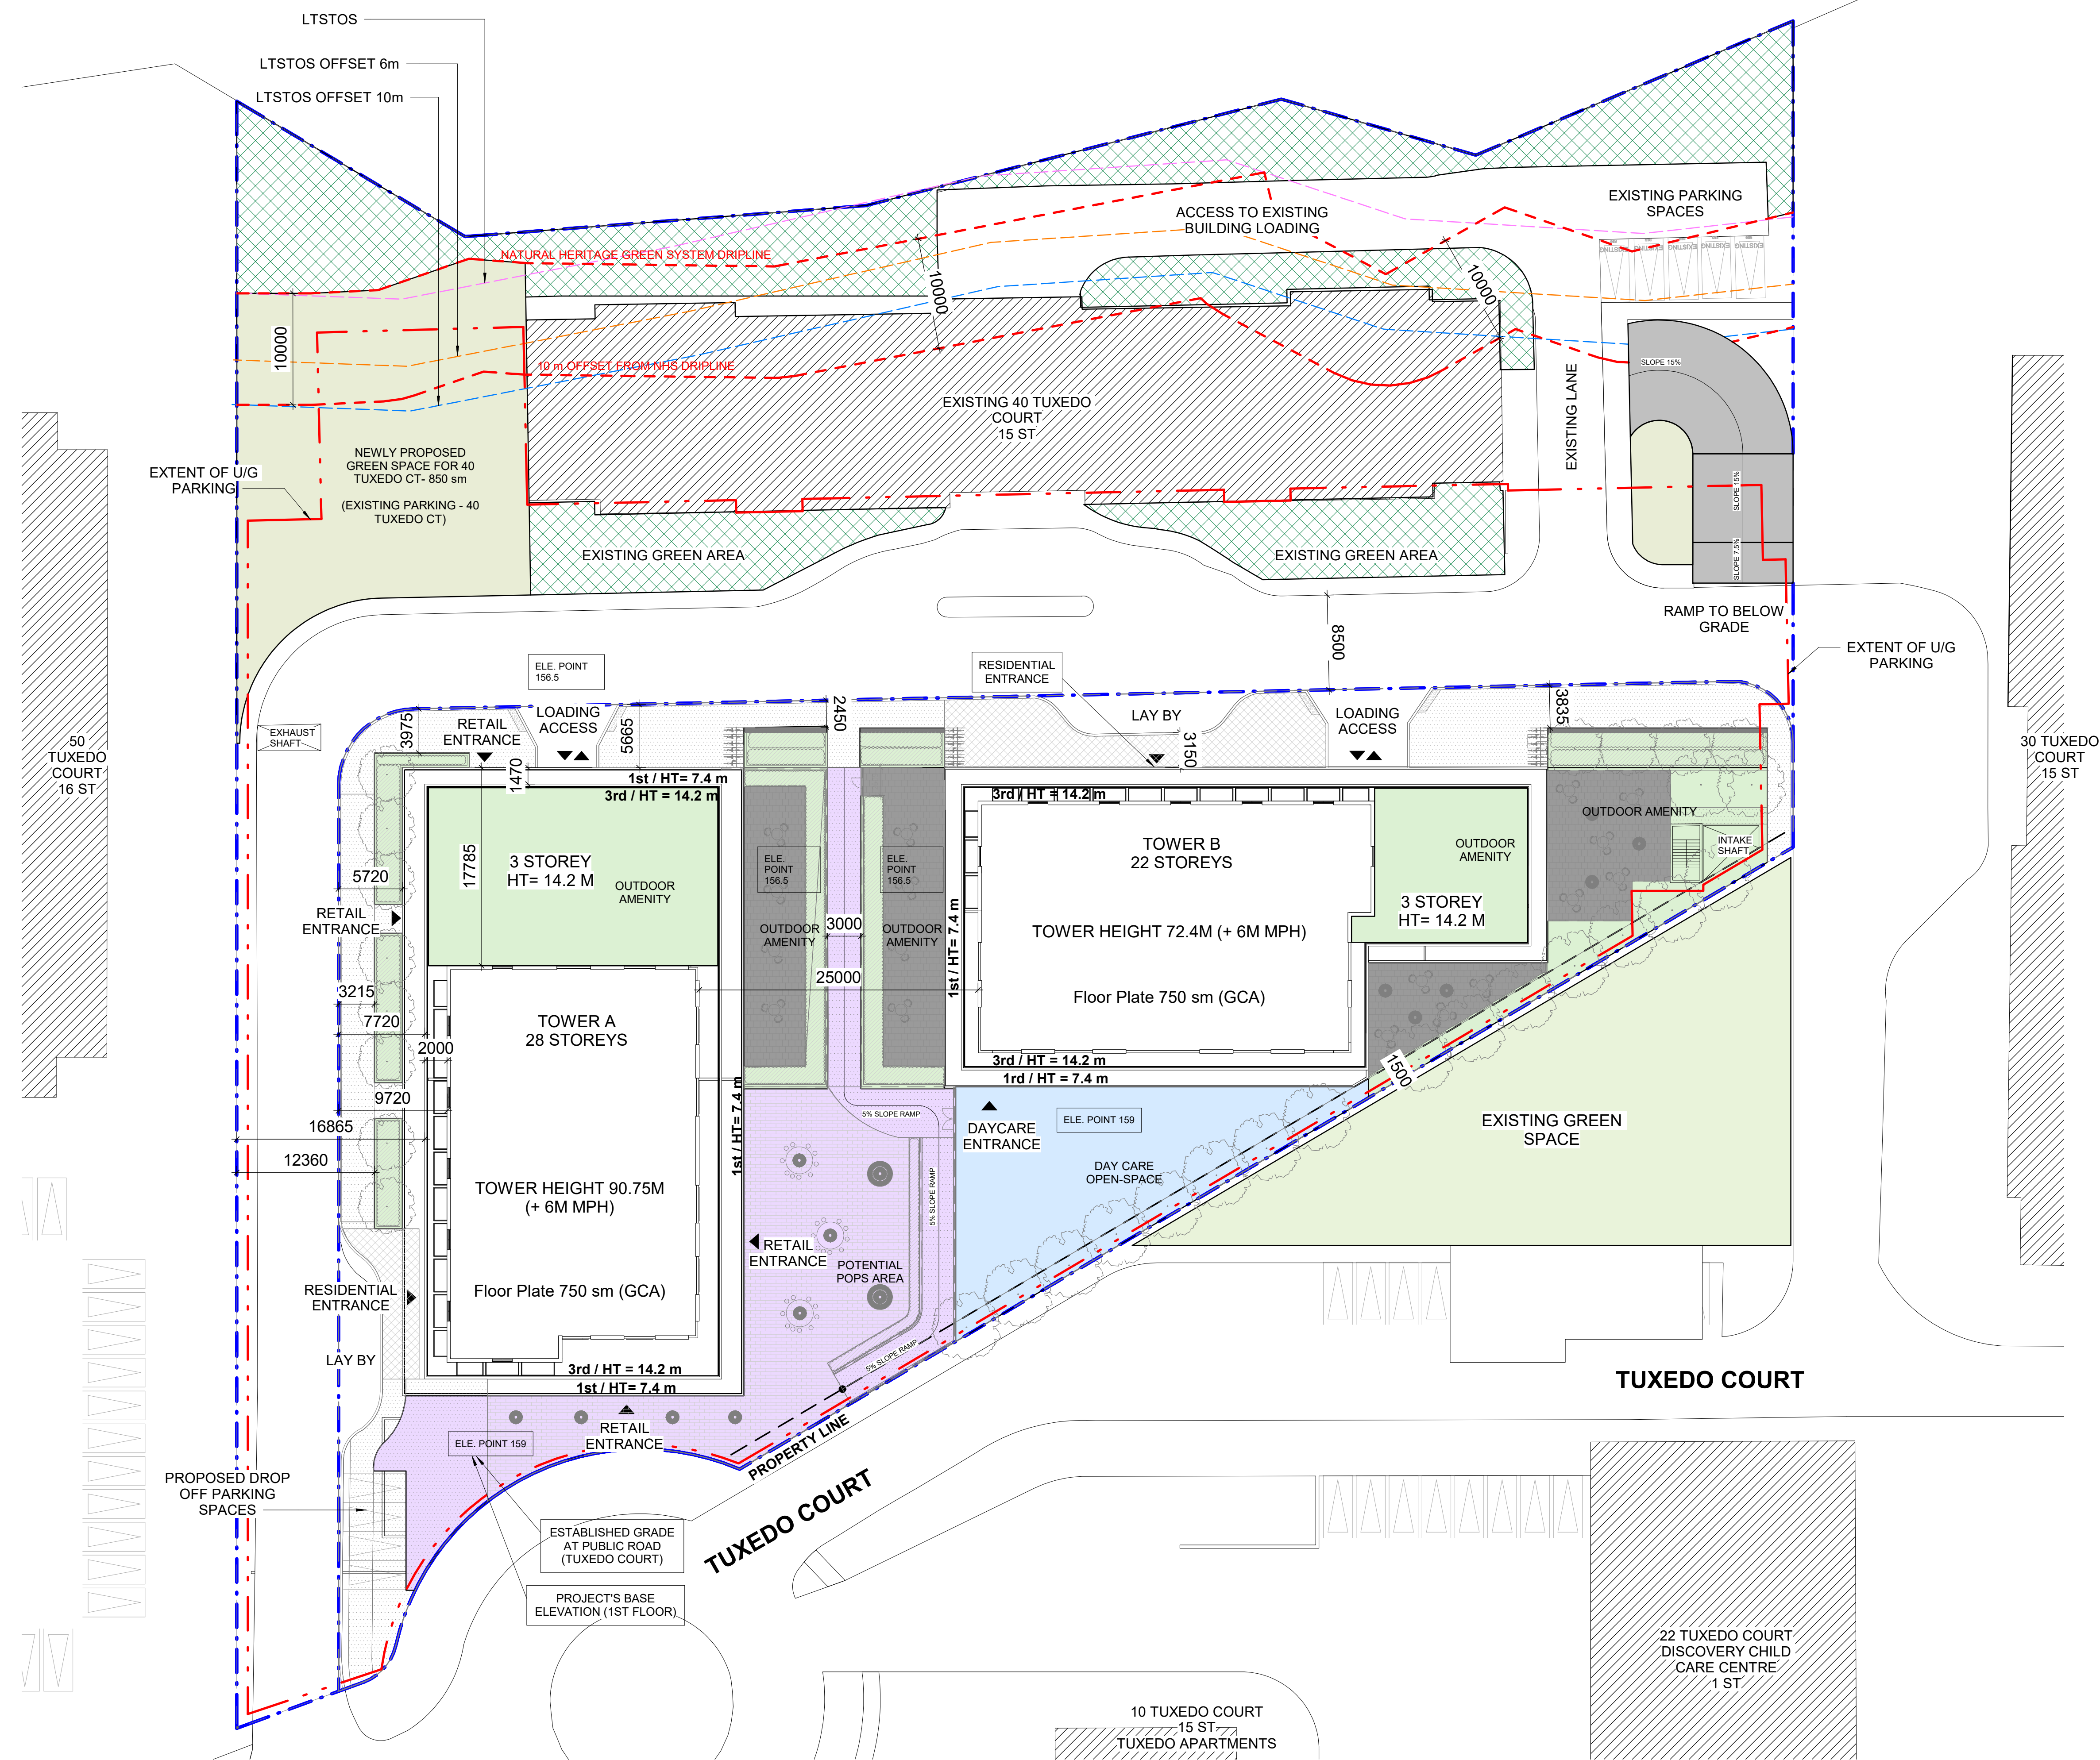 LTSTOS
LTSTOS OFFSET 6m
LTSTOS OFFSET 10m
NATURAL HERITAGE GREEN SYSTEM DRIPLINE
10 m OFFSET FROM NHS DRIPLINE
10000
10000
10000
ACCESS TO EXISTING
BUILDING LOADING
EXISTING PARKING
SPACES
EXISTING
EXISTING
EXISTING
EXISTING
EXISTING
EXISTING 40 TUXEDO
COURT
15 ST
EXISTING LANE
SLOPE 15%
SLOPE 15%
SLOPE 7.5%
NEWLY PROPOSED
GREEN SPACE FOR 40
TUXEDO CT- 850 sm
(EXISTING PARKING - 40
TUXEDO CT)
EXTENT OF U/G
PARKING
EXISTING GREEN AREA
EXISTING GREEN AREA
8500
RAMP TO BELOW
GRADE
EXTENT OF U/G
PARKING
50
TUXEDO
COURT
16 ST
30 TUXEDO
COURT
15 ST
ELE. POINT
156.5
RESIDENTIAL
ENTRANCE
EXHAUST
SHAFT
3975
RETAIL
ENTRANCE
LOADING
ACCESS
5665
2450
LAY BY
3150
LOADING
ACCESS
3835
1470
1st / HT= 7.4 m
3rd / HT = 14.2 m
3rd / HT = 14.2 m
17785
3 STOREY
HT= 14.2 M
OUTDOOR
AMENITY
ELE.
POINT
156.5
ELE.
POINT
156.5
OUTDOOR
AMENITY
OUTDOOR
AMENITY
3000
25000
TOWER B
22 STOREYS
TOWER HEIGHT 72.4M (+ 6M MPH)
Floor Plate 750 sm (GCA)
1st / HT= 7.4 m
OUTDOOR
AMENITY
3 STOREY
HT= 14.2 M
OUTDOOR AMENITY
INTAKE
SHAFT
5720
RETAIL
ENTRANCE
3215
7720
2000
9720
16865
12360
TOWER A
28 STOREYS
TOWER HEIGHT 90.75M
(+ 6M MPH)
Floor Plate 750 sm (GCA)
1st / HT= 7.4 m
3rd / HT = 14.2 m
1rd / HT = 7.4 m
1500
5% SLOPE RAMP
5% SLOPE RAMP
5% SLOPE RAMP
DAYCARE
ENTRANCE
ELE. POINT 159
DAY CARE
OPEN-SPACE
EXISTING GREEN
SPACE
RETAIL
ENTRANCE
POTENTIAL
POPS AREA
RESIDENTIAL
ENTRANCE
LAY BY
3rd / HT = 14.2 m
1st / HT= 7.4 m
RETAIL
ENTRANCE
ELE. POINT 159
PROPERTY LINE
TUXEDO COURT
TUXEDO COURT
PROPOSED DROP
OFF PARKING
SPACES
ESTABLISHED GRADE
AT PUBLIC ROAD
(TUXEDO COURT)
PROJECT'S BASE
ELEVATION (1ST FLOOR)
22 TUXEDO COURT
DISCOVERY CHILD
CARE CENTRE
1 ST
10 TUXEDO COURT
15 ST
TUXEDO APARTMENTS